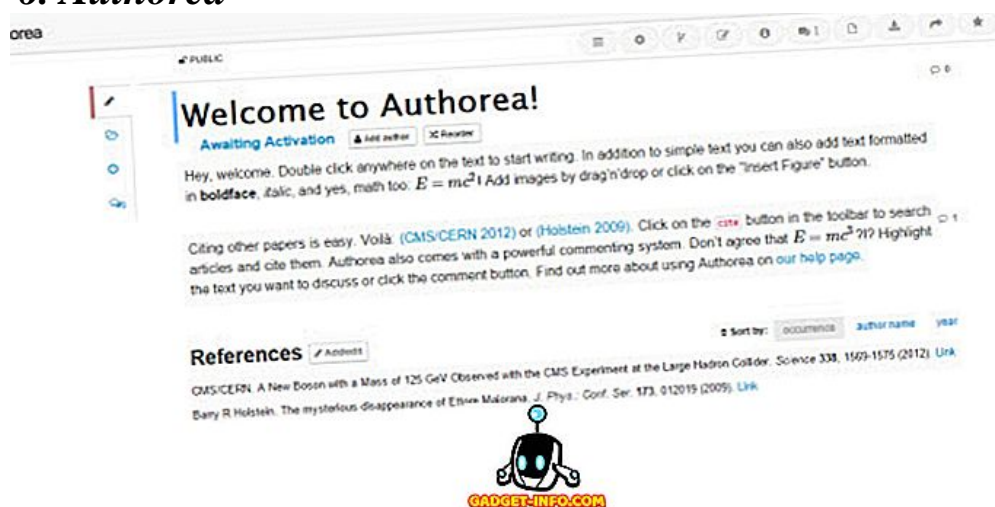 6. Authorea
orea
PUBLIC
1
0
Welcome to Authorea!
Awaiting Activation Add author Reorder
Hey, welcome. Double click anywhere on the text to start writing. In addition to simple text you can also add text formatted
in boldface, italic, and yes, math too: E = mc²! Add images by drag'n'drop or click on the "Insert Figure" button.
Citing other papers is easy. Voilà: (CMS/CERN 2012) or (Holstein 2009). Click on the cite button in the toolbar to search
1
articles and cite them. Authorea also comes with a powerful commenting system. Don't agree that E = mc³ ?!? Highlight
the text you want to discuss or click the comment button. Find out more about using Authorea on our help page.
References
Sort by: occurrence author name year
CMS/CERN. A New Boson with a Mass of 125 GeV Observed with the CMS Experiment at the Large Hadron Collider. Science 338, 1569-1575 (2012). Link
Barry R Holstein. The mysterious disappearance of Ettore Majorana. J. Phys.: Conf. Ser. 173, 012019 (2009). Link
GADGET-INFO.COM